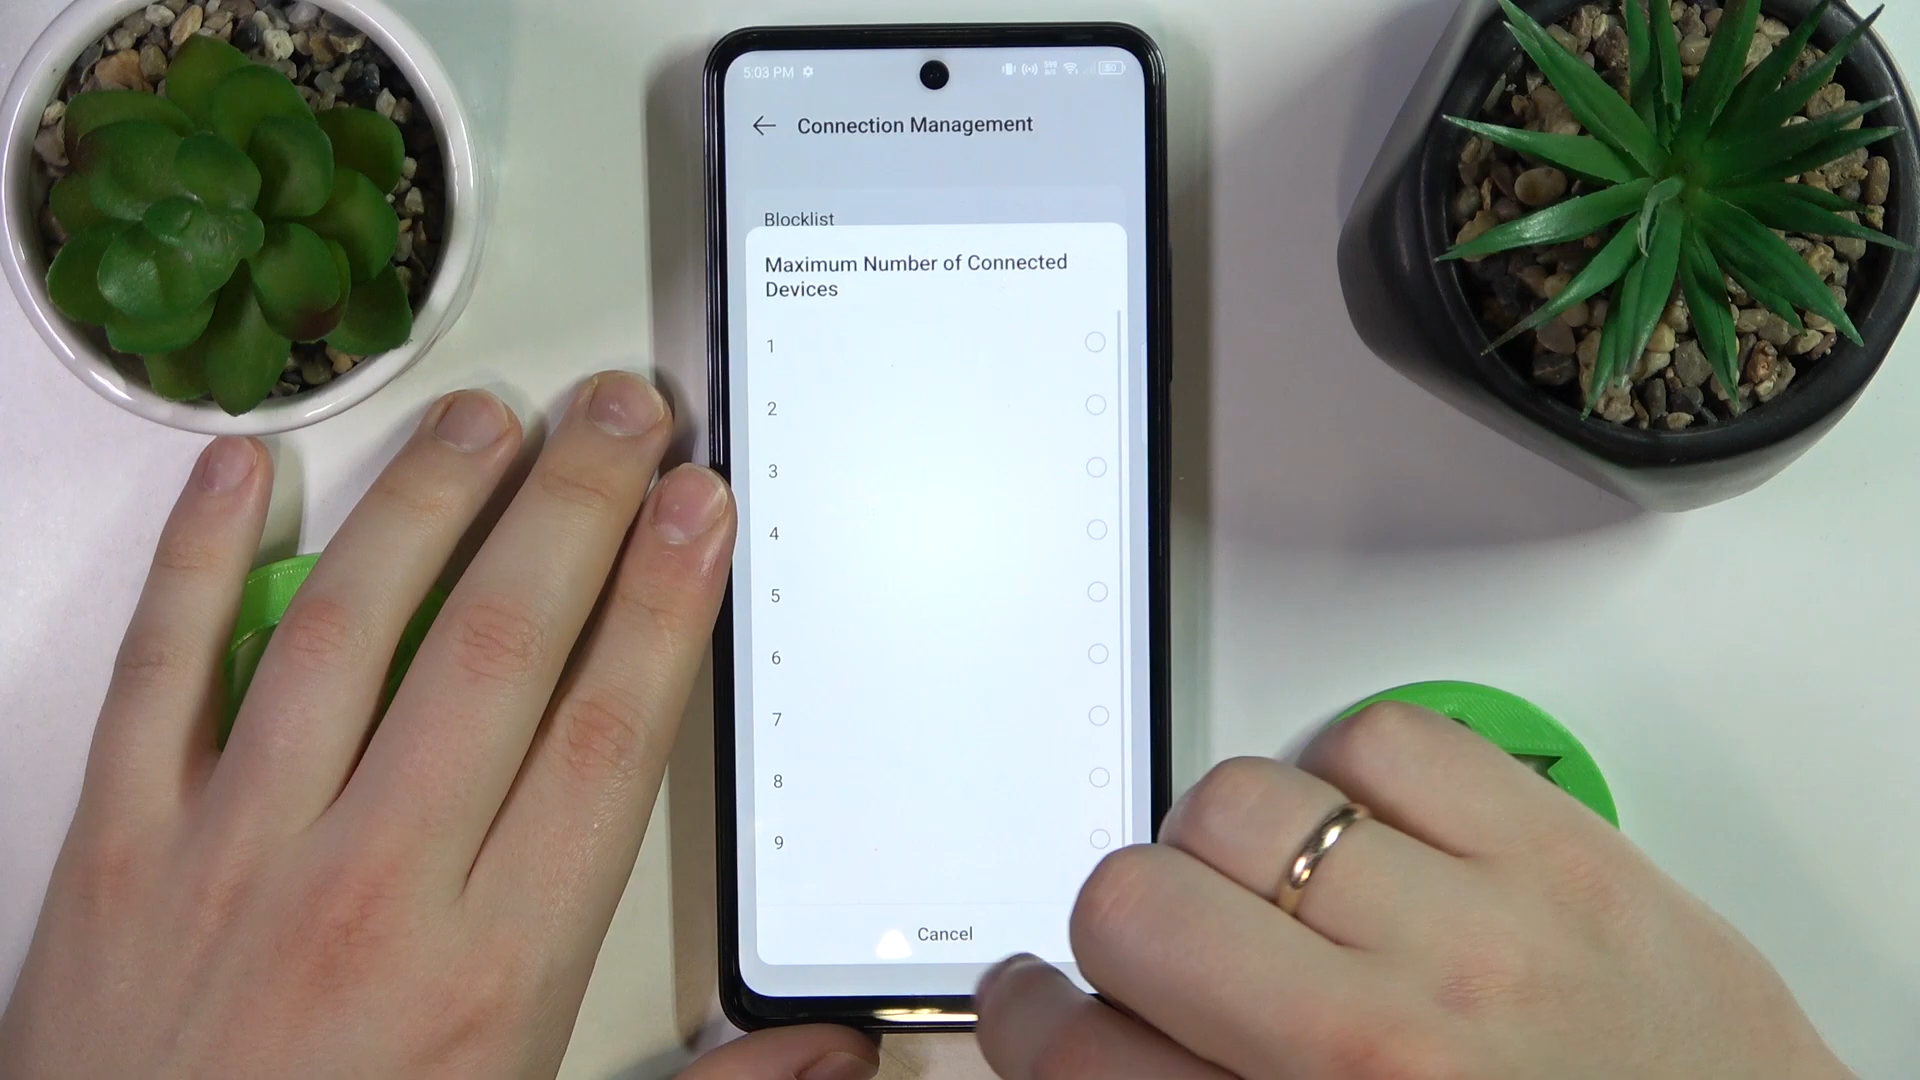 5:03 PM
Connection Management
Blocklist
Maximum Number of Connected
Devices
1
2
3
4
5
6
7
8
9
Cancel